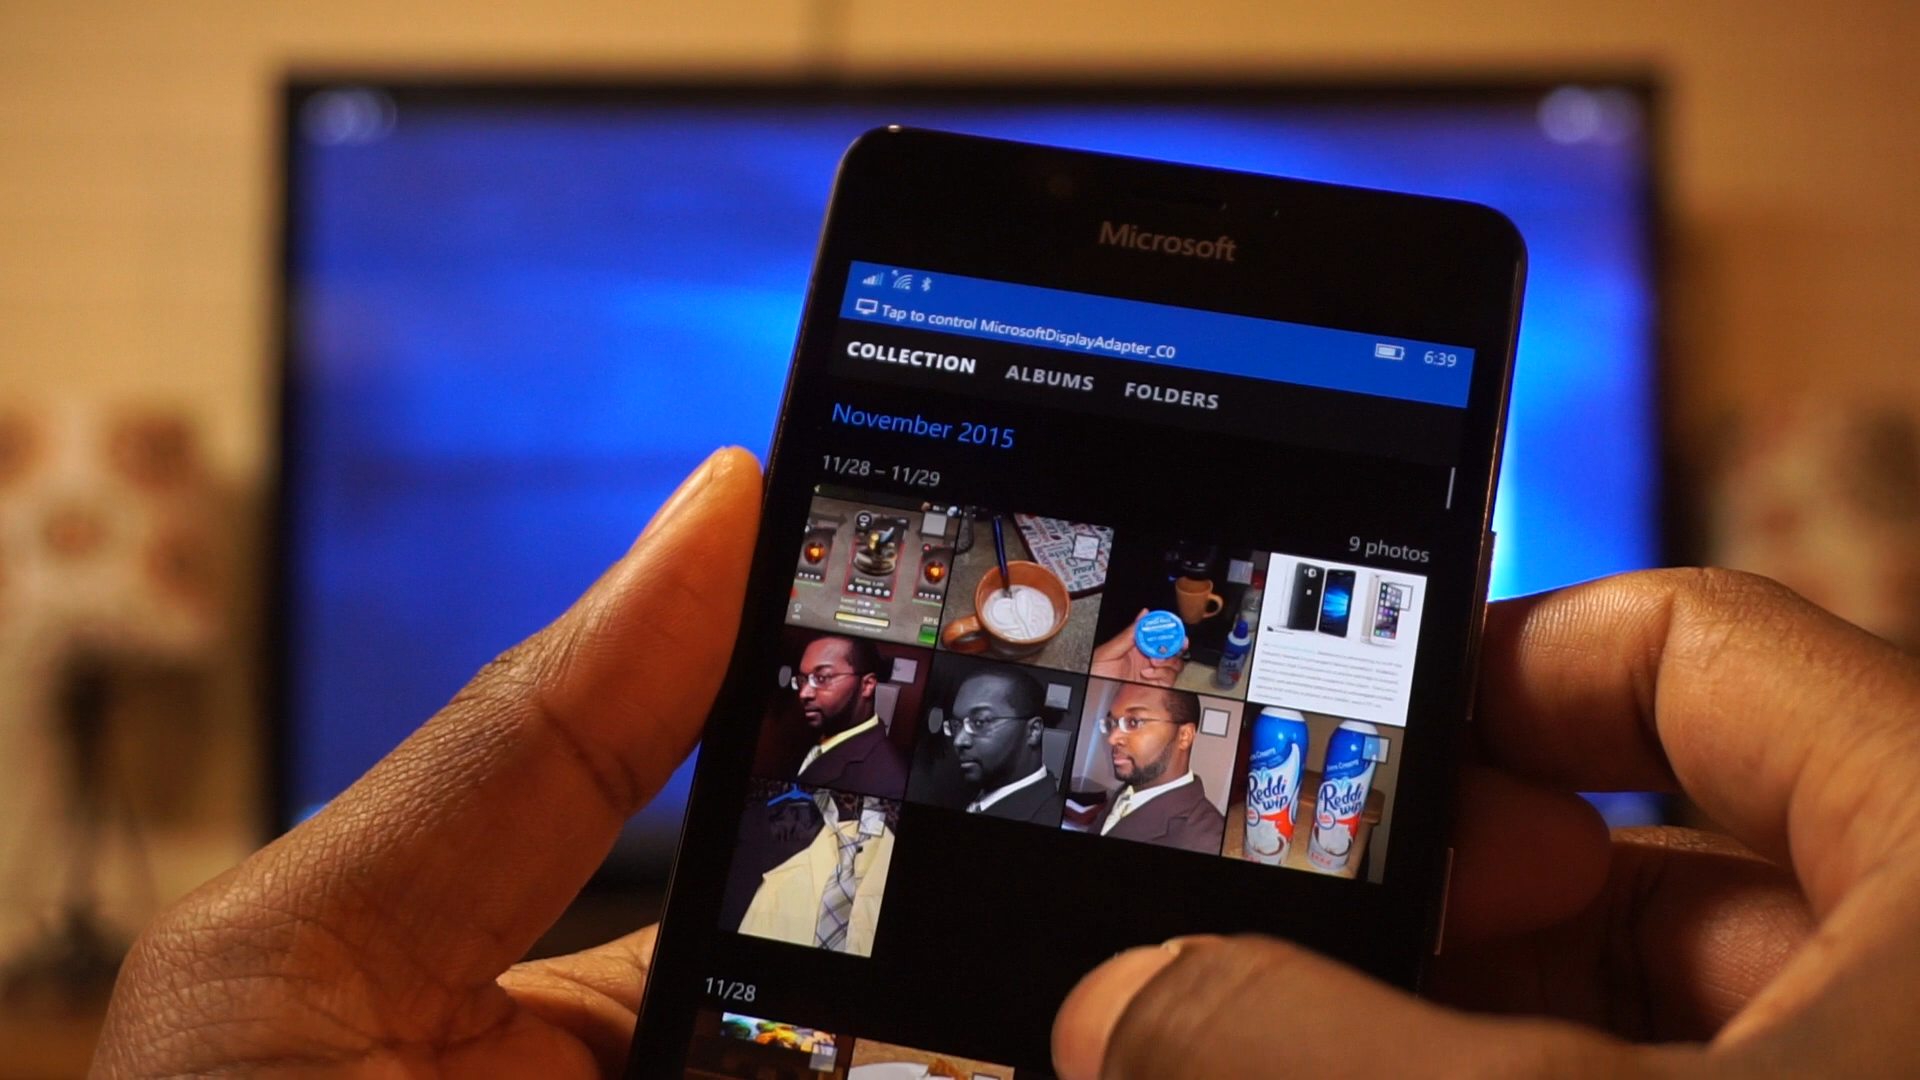 Microsoft
Tap to control MicrosoftDisplayAdapter_C0
6:39
COLLECTION ALBUMS FOLDERS
November 2015
11/28 – 11/29
9 photos
Reddi wip
Reddi wip
11/28